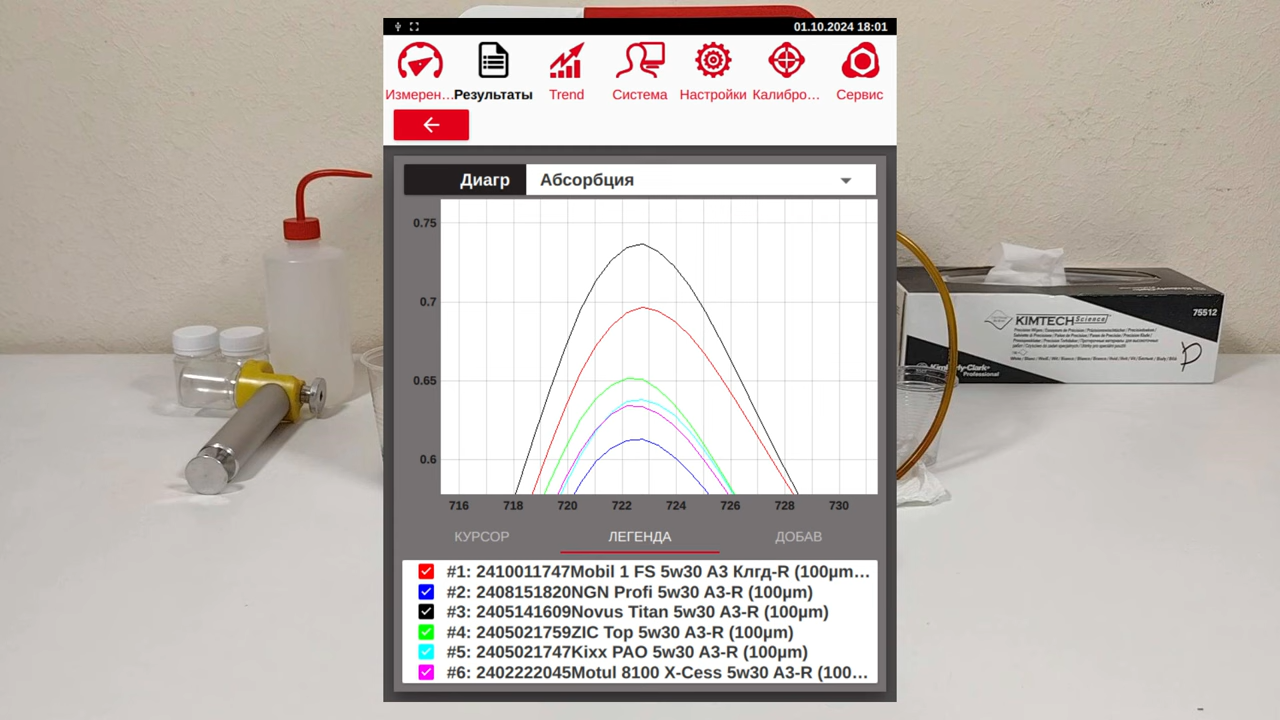 01.10.2024 18:01
Измерен... Результаты Trend Система Настройки Калибро... Сервис
Диагр Абсорбция
0.75
0.7
0.65
0.6
716 718 720 722 724 726 728 730
КУРСОР ЛЕГЕНДА ДОБАВ
#1: 2410011747Mobil 1 FS 5w30 A3 Клгд-R (100µm...
#2: 2408151820NGN Profi 5w30 A3-R (100µm)
#3: 2405141609Novus Titan 5w30 A3-R (100µm)
#4: 2405021759ZIC Top 5w30 A3-R (100µm)
#5: 2405021747Kixx PAO 5w30 A3-R (100µm)
#6: 2402222045Motul 8100 X-Cess 5w30 A3-R (100...
75512
KIMTECH Science
Kimberly-Clark
Professional
P